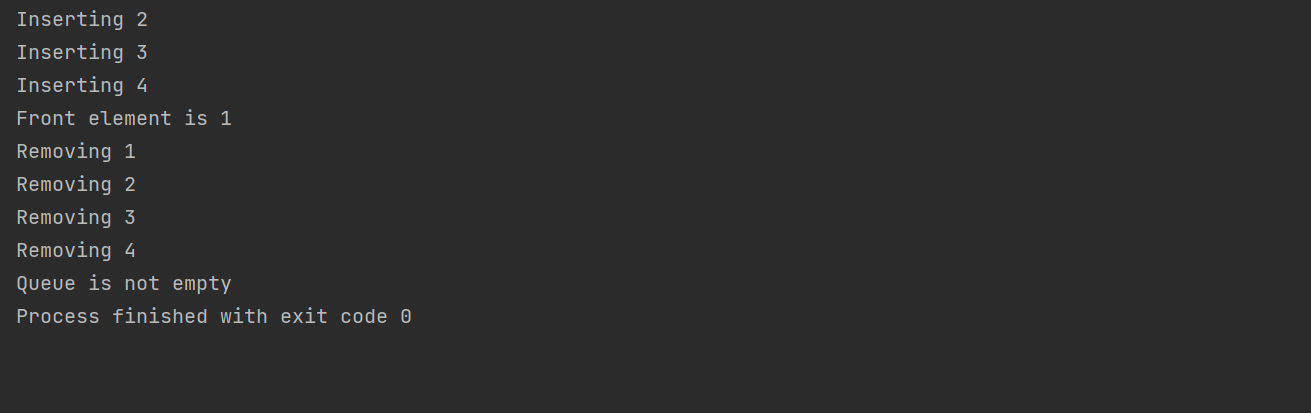 Inserting 2
Inserting 3
Inserting 4
Front element is 1
Removing 1
Removing 2
Removing 3
Removing 4
Queue is not empty
Process finished with exit code 0